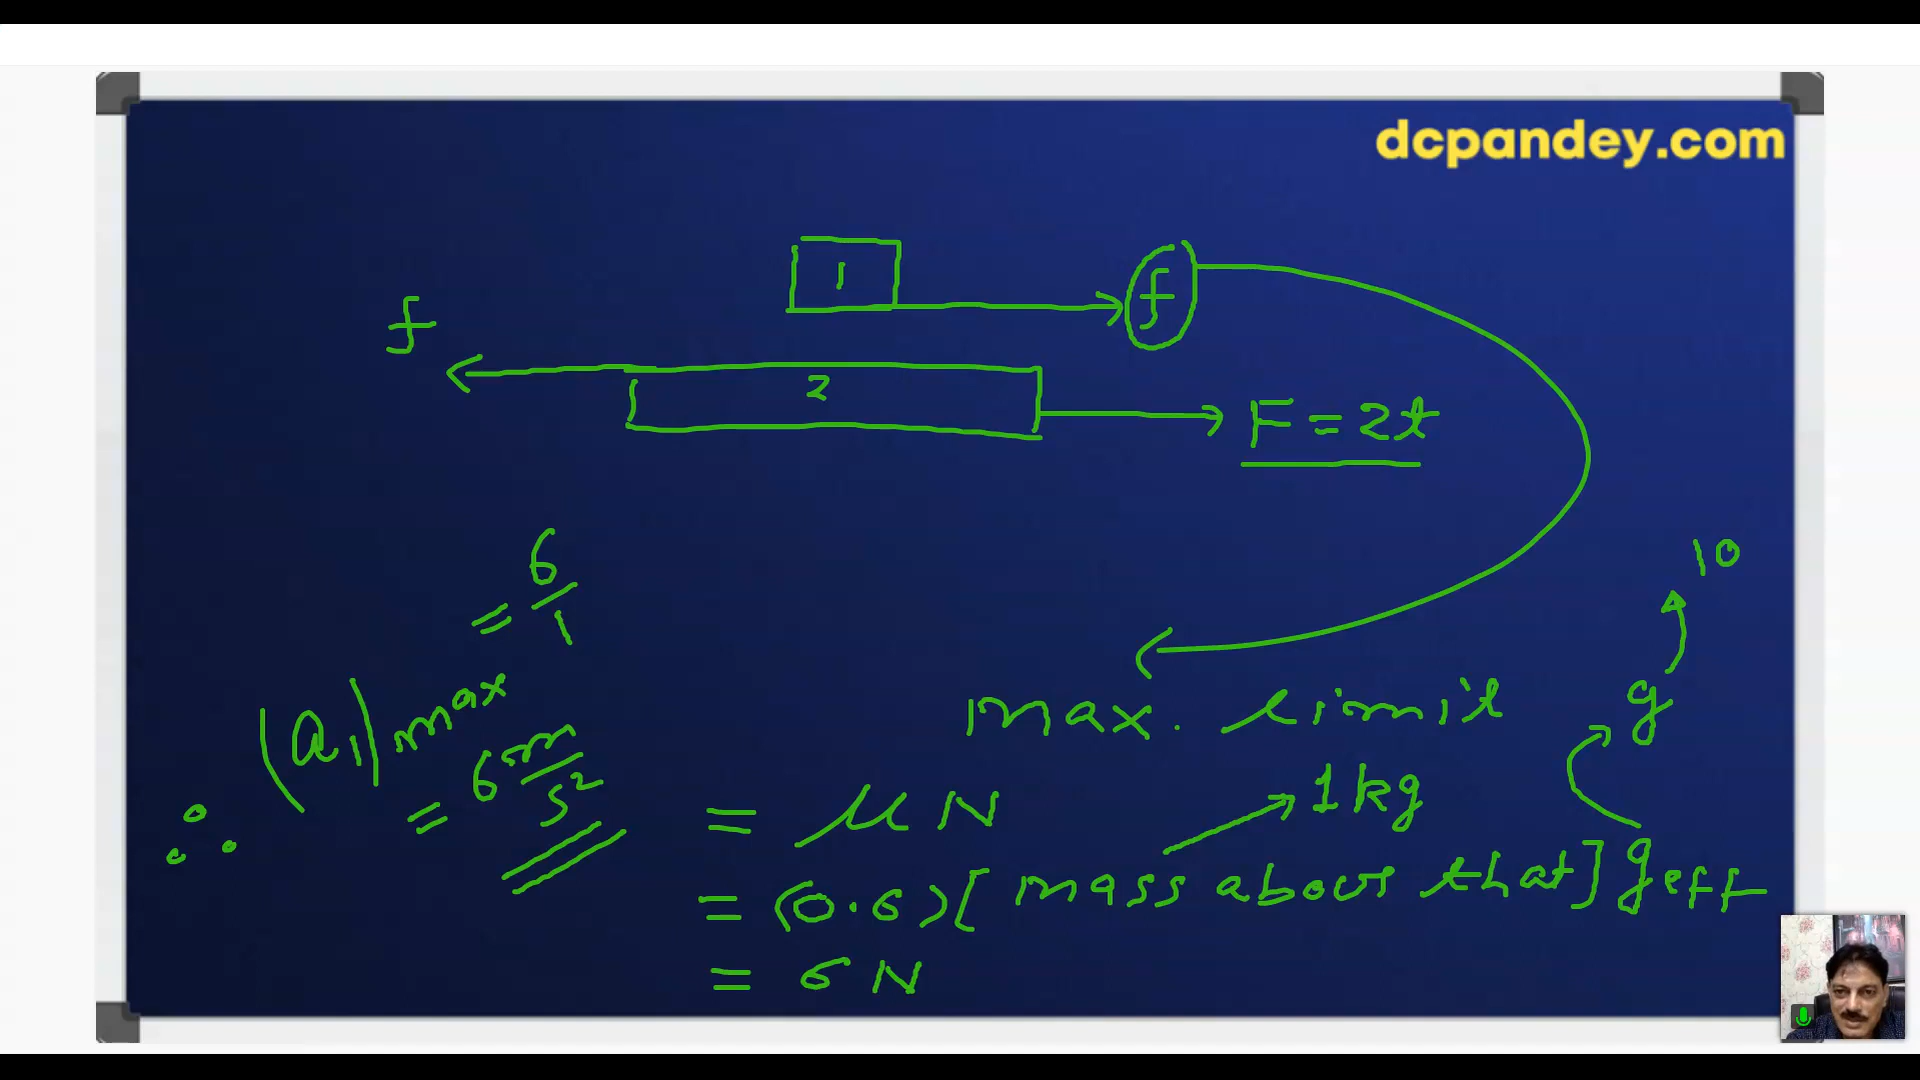 dcpandey.com
1
f
f
2
F = 2t
10
= 6/1
g
max. limit
(a₁)max
= 6 m/s²
∴
1kg
= μN
= (0.6)[mass above that] g eff
= 6N